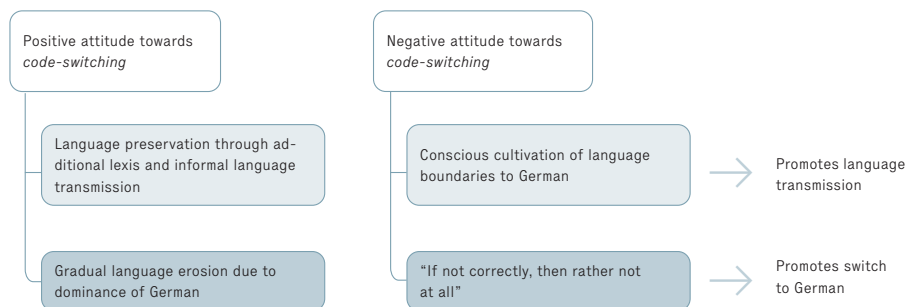 Positive attitude towards
code-switching
Negative attitude towards
code-switching
Language preservation through ad-
ditional lexis and informal language
transmission
Conscious cultivation of language
boundaries to German
Promotes language
transmission
Gradual language erosion due to
dominance of German
“If not correctly, then rather not
at all”
Promotes switch
to German